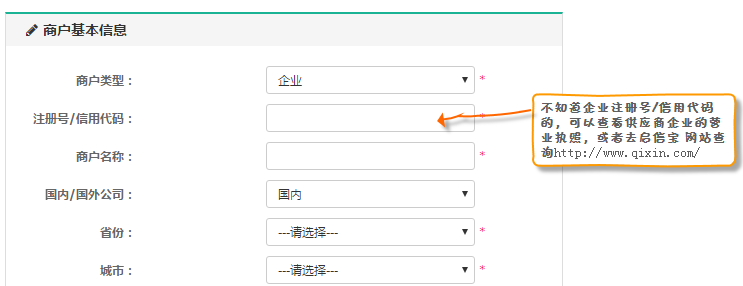 商户基本信息
商户类型： 企业 *
注册号/信用代码： *
不知道企业注册号/信用代码
的，可以查看供应商企业的营
业执照，或者去启信宝 网站查
询http://www.qixin.com/
商户名称： *
国内/国外公司： 国内
省份： ---请选择--- *
城市： ---请选择--- *